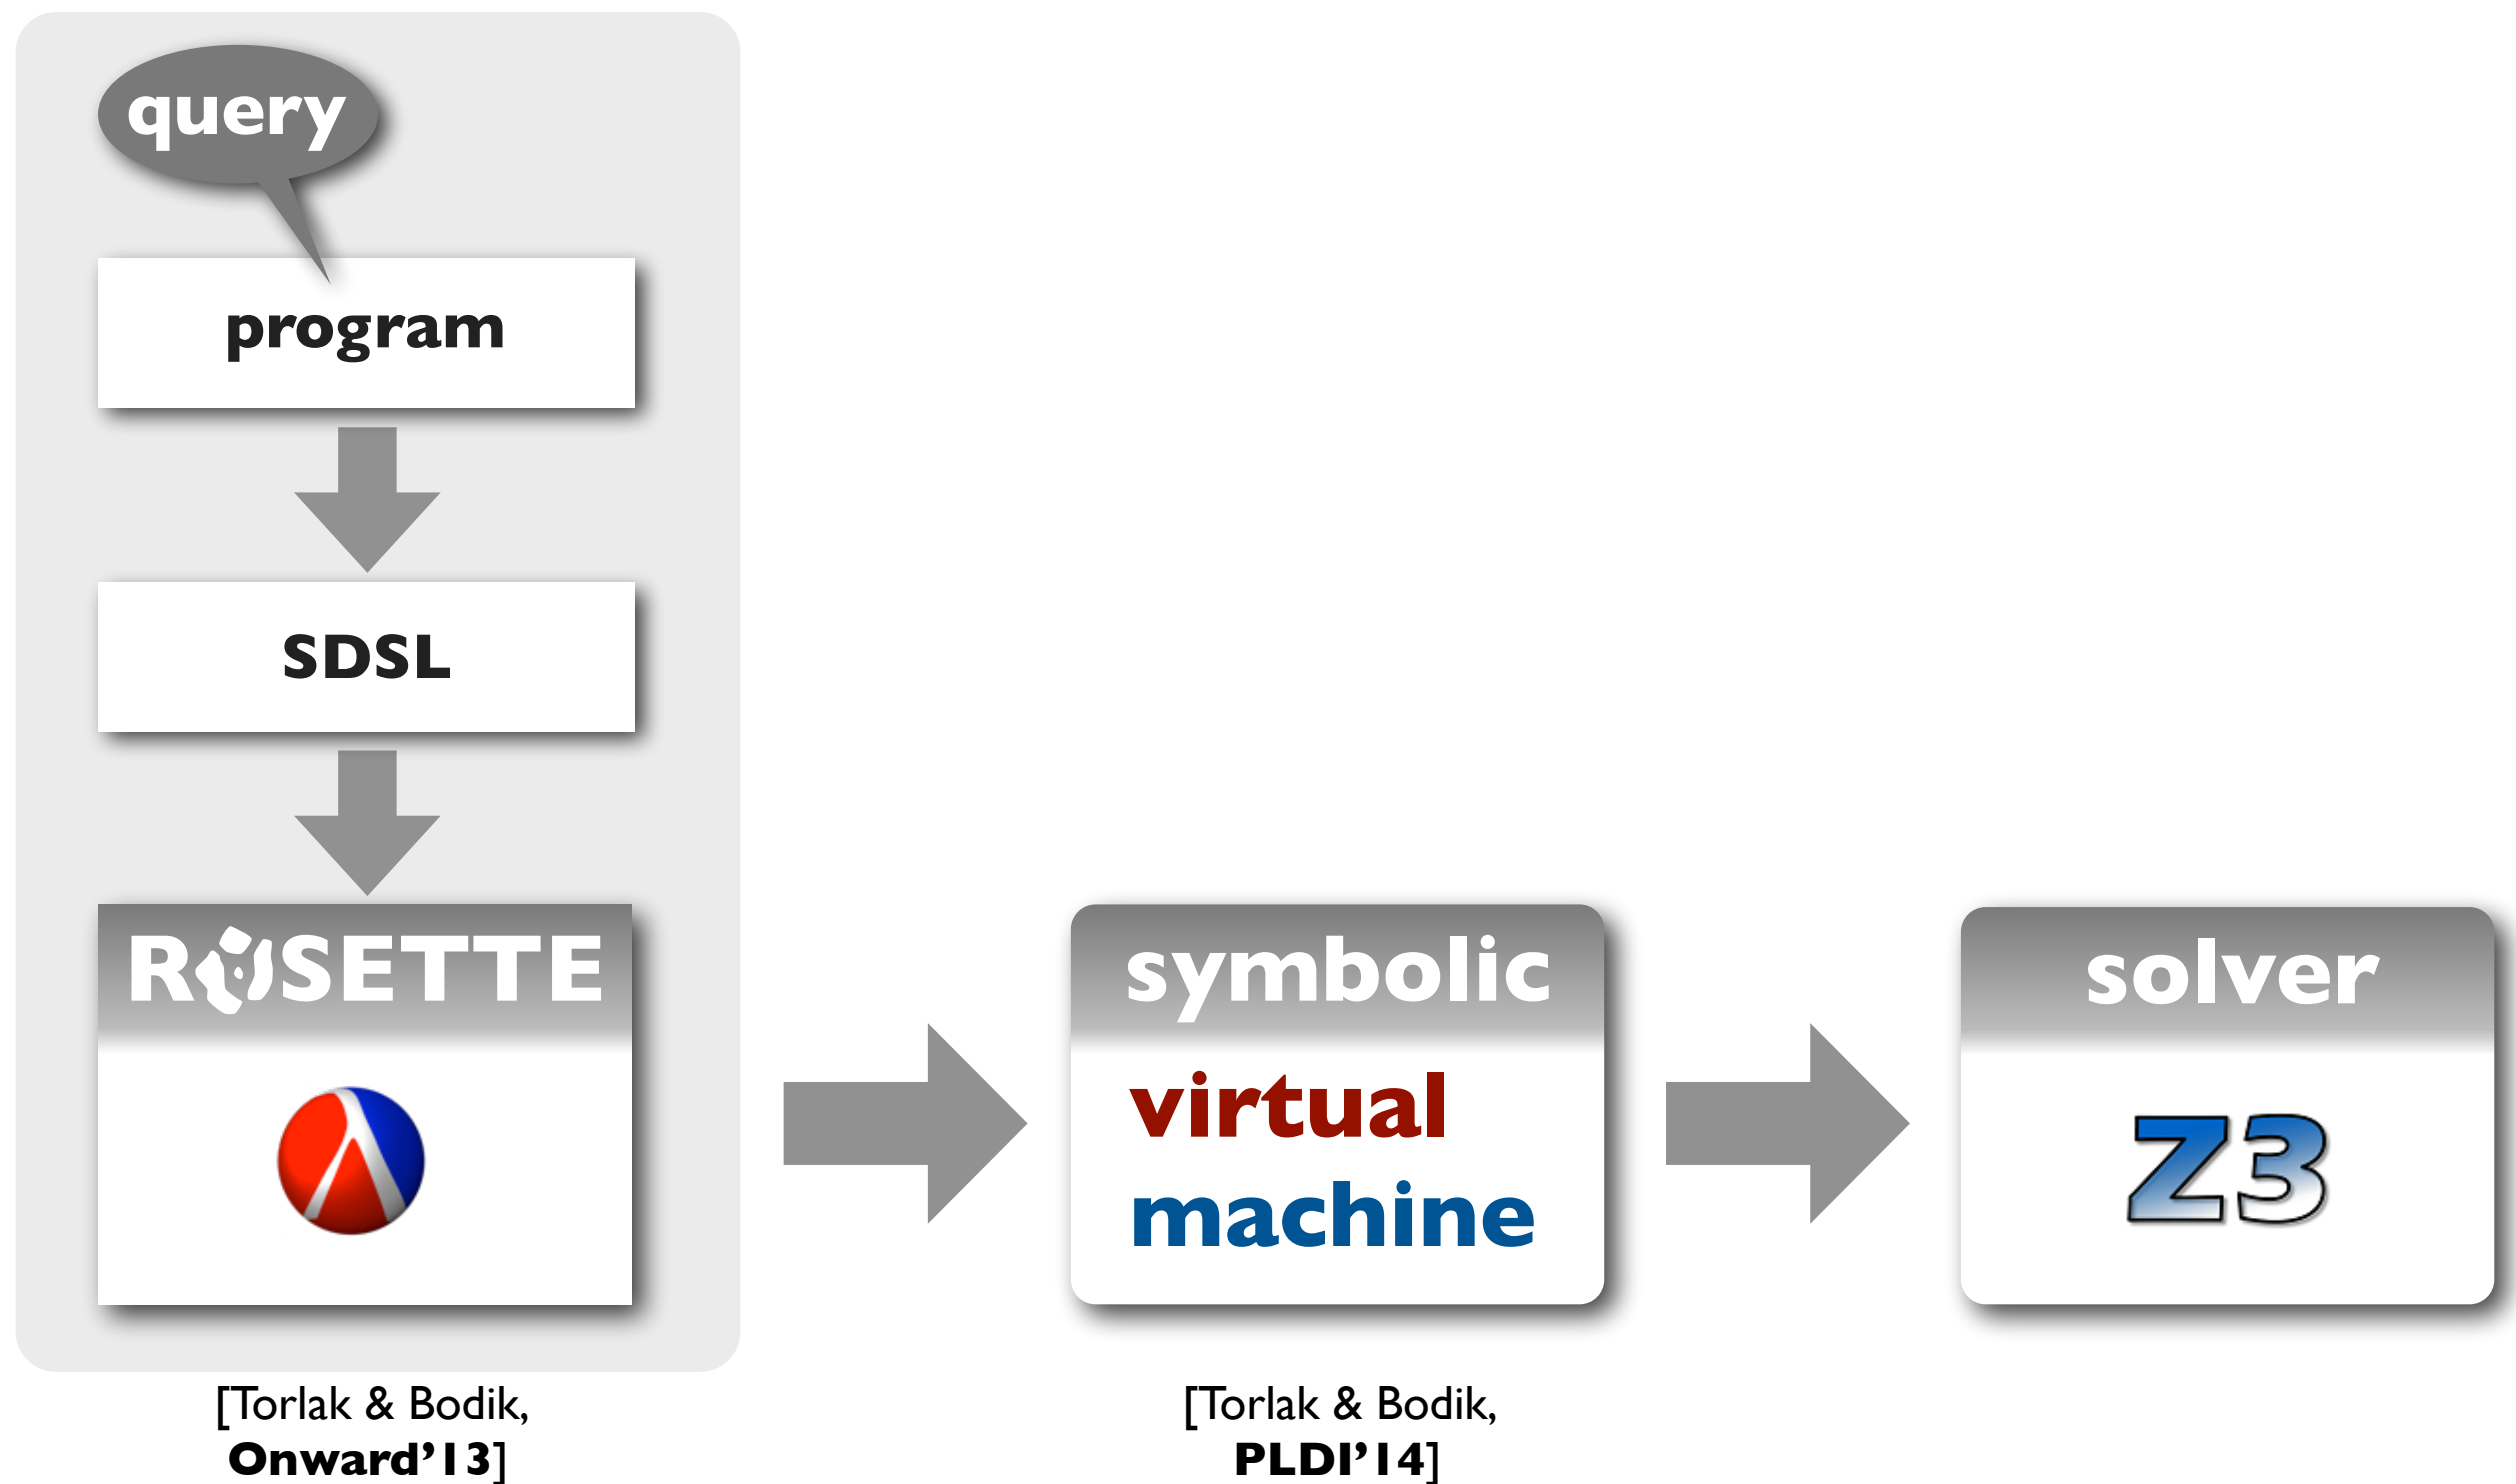 query
program
SDSL
ROSETTE
symbolic
virtual
machine
solver
Z3
[Torlak & Bodik,
Onward’13]
[Torlak & Bodik,
PLDI’14]